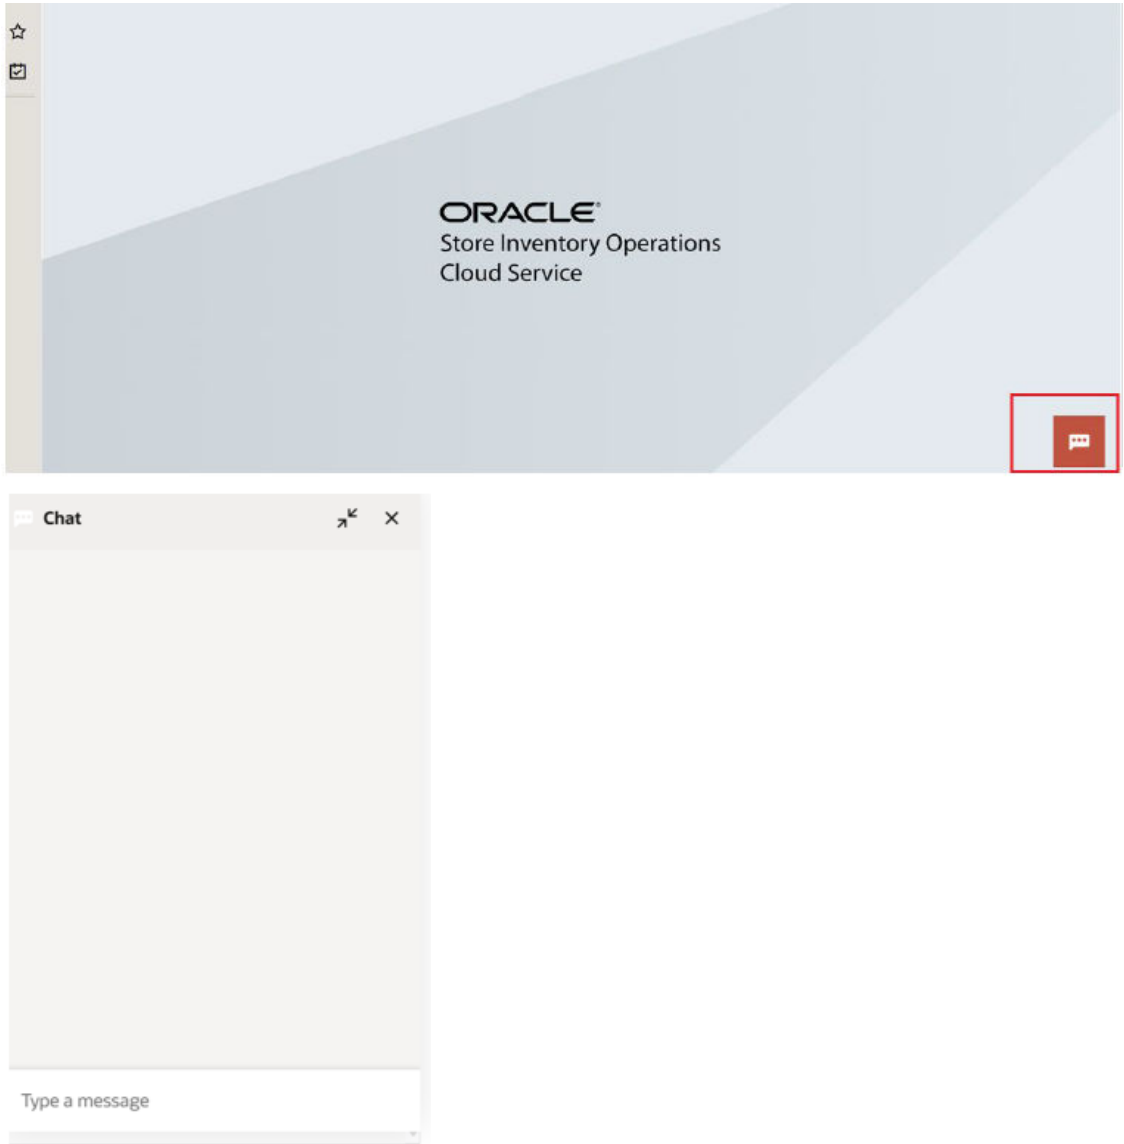 ORACLE
Store Inventory Operations
Cloud Service
Chat
Type a message